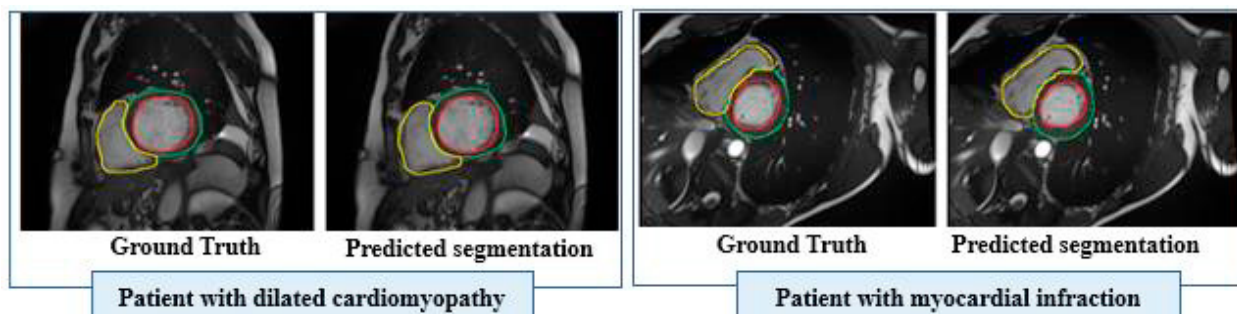 Ground Truth
Predicted segmentation
Patient with dilated cardiomyopathy
Ground Truth
Predicted segmentation
Patient with myocardial infraction